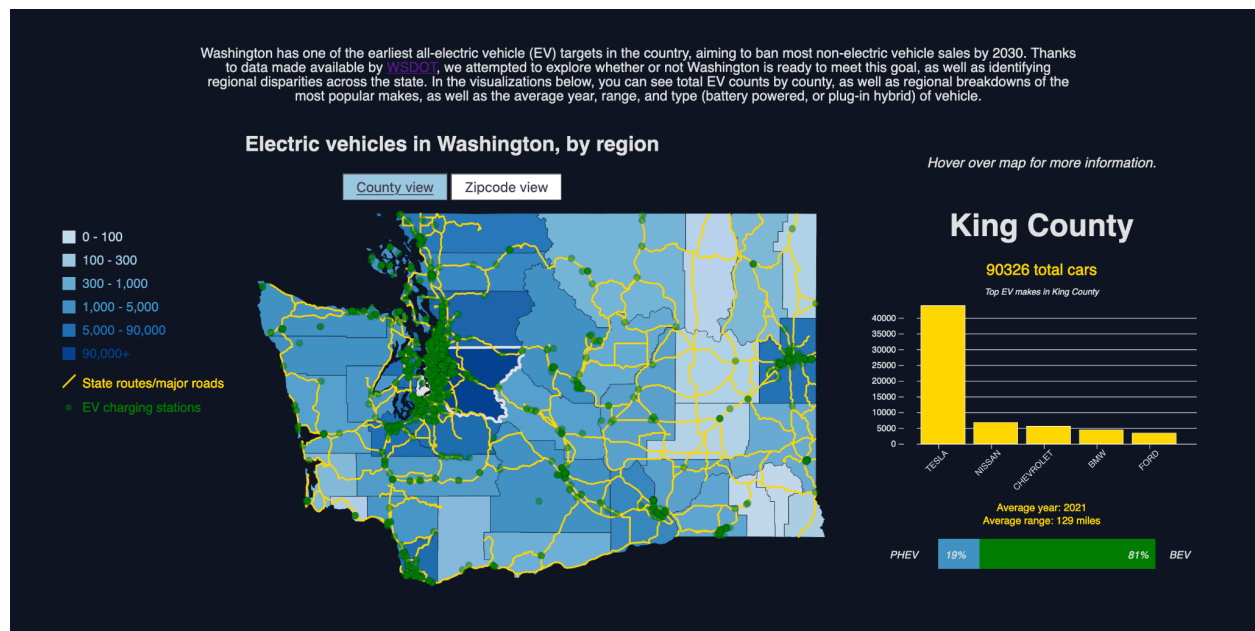 Washington has one of the earliest all-electric vehicle (EV) targets in the country, aiming to ban most non-electric vehicle sales by 2030. Thanks
to data made available by WSDOT, we attempted to explore whether or not Washington is ready to meet this goal, as well as identifying
regional disparities across the state. In the visualizations below, you can see total EV counts by county, as well as regional breakdowns of the
most popular makes, as well as the average year, range, and type (battery powered, or plug-in hybrid) of vehicle.
Electric vehicles in Washington, by region
County view
Zipcode view
0 - 100
100 - 300
300 - 1,000
1,000 - 5,000
5,000 - 90,000
90,000+
State routes/major roads
EV charging stations
Hover over map for more information.
King County
90326 total cars
Top EV makes in King County
40000
35000
30000
25000
20000
15000
10000
5000
0
TESLA
NISSAN
CHEVROLET
BMW
FORD
Average year: 2021
Average range: 129 miles
PHEV
19%
81%
BEV